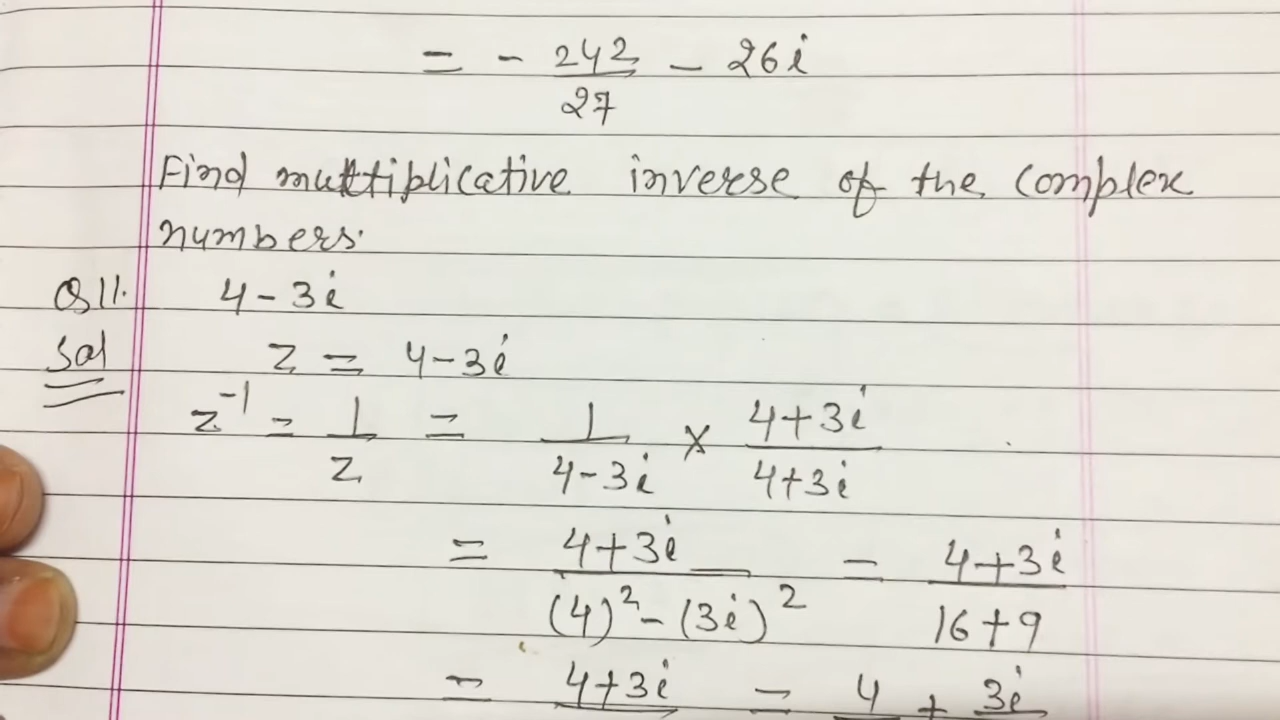 = - 242/27 - 26i
Find multiplicative inverse of the complex
numbers.
Q11. 4-3i
Sol z = 4-3i
z⁻¹ = 1/z = 1/4-3i × 4+3i/4+3i
= 4+3i/(4)²-(3i)² = 4+3i/16+9
= 4+3i = 4 + 3i